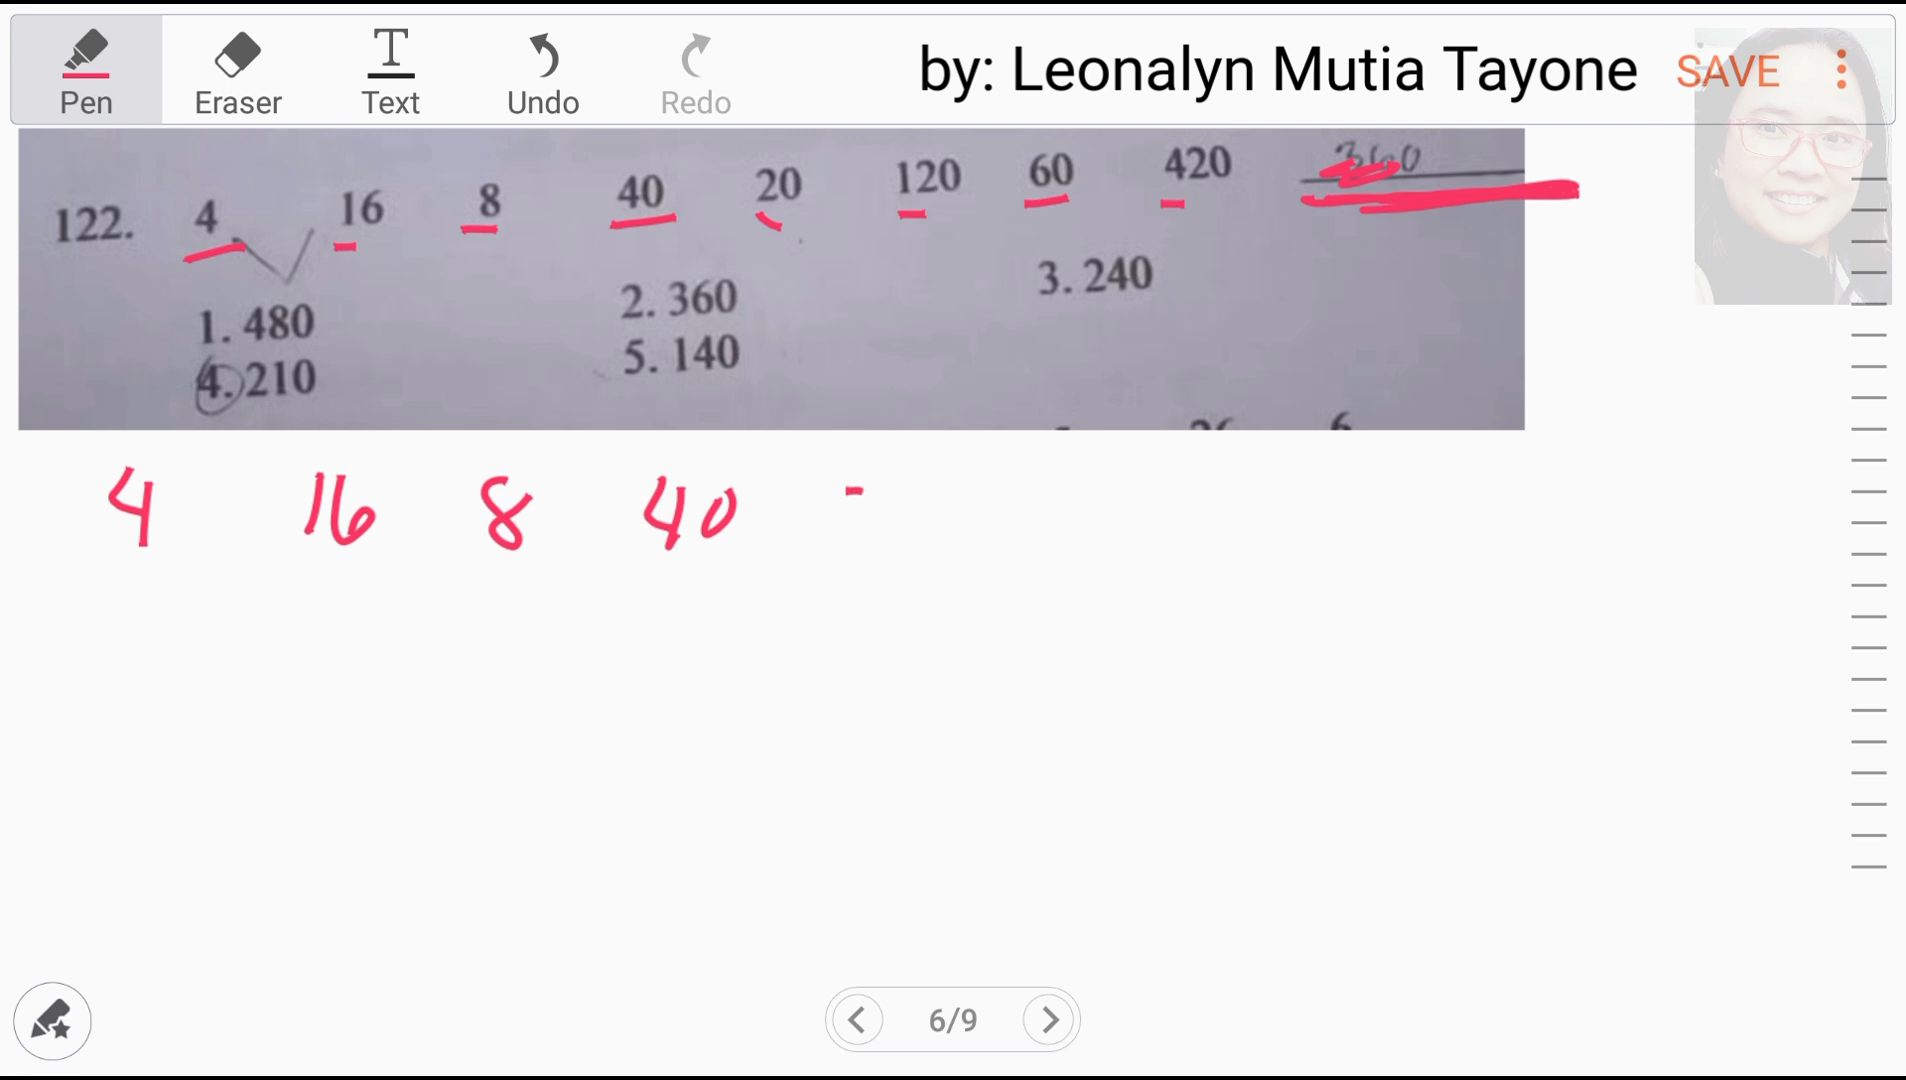 Pen Eraser Text Undo Redo by: Leonalyn Mutia Tayone SAVE
122. 4 16 8 40 20 120 60 420 360
1. 480 2. 360 3. 240
4. 210 5. 140
4 16 8 40
6/9